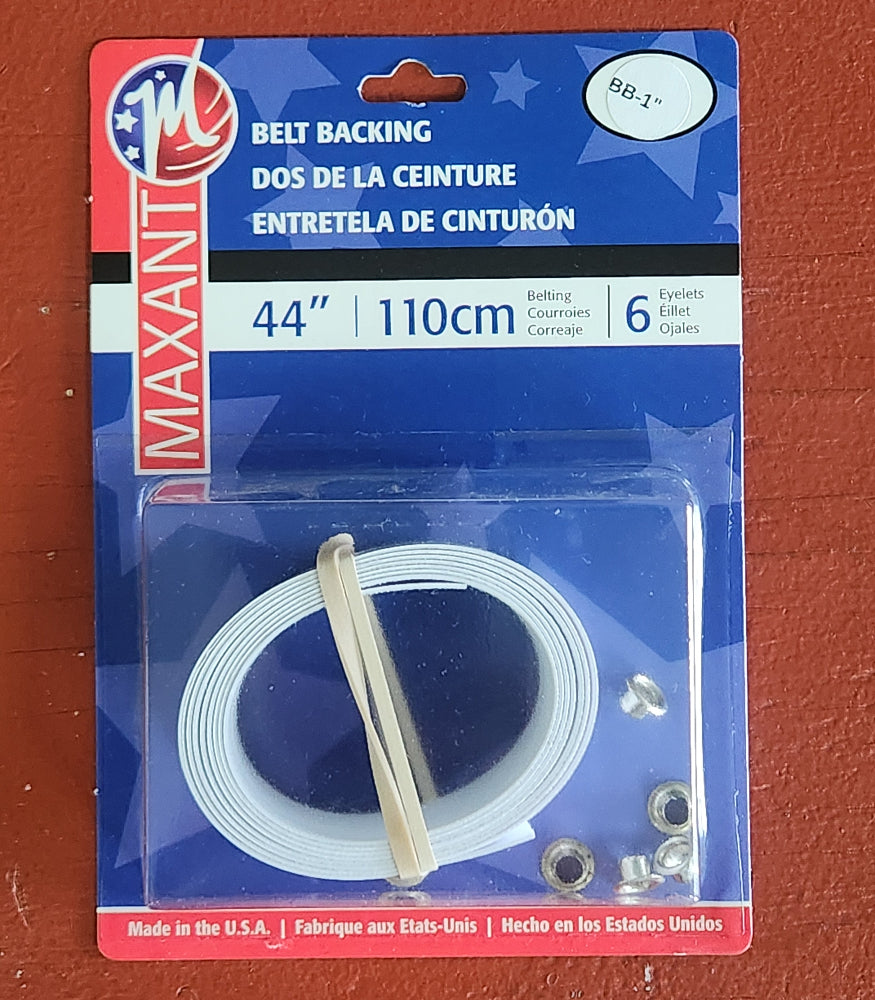 M
BB-1"
BELT BACKING
DOS DE LA CEINTURE
ENTRETELA DE CINTURÓN
MAXANT
44” | 110cm Belting | 6 Eyelets
Courroies Éillet
Correaje Ojales
Made in the U.S.A. | Fabrique aux Etats-Unis | Hecho en los Estados Unidos